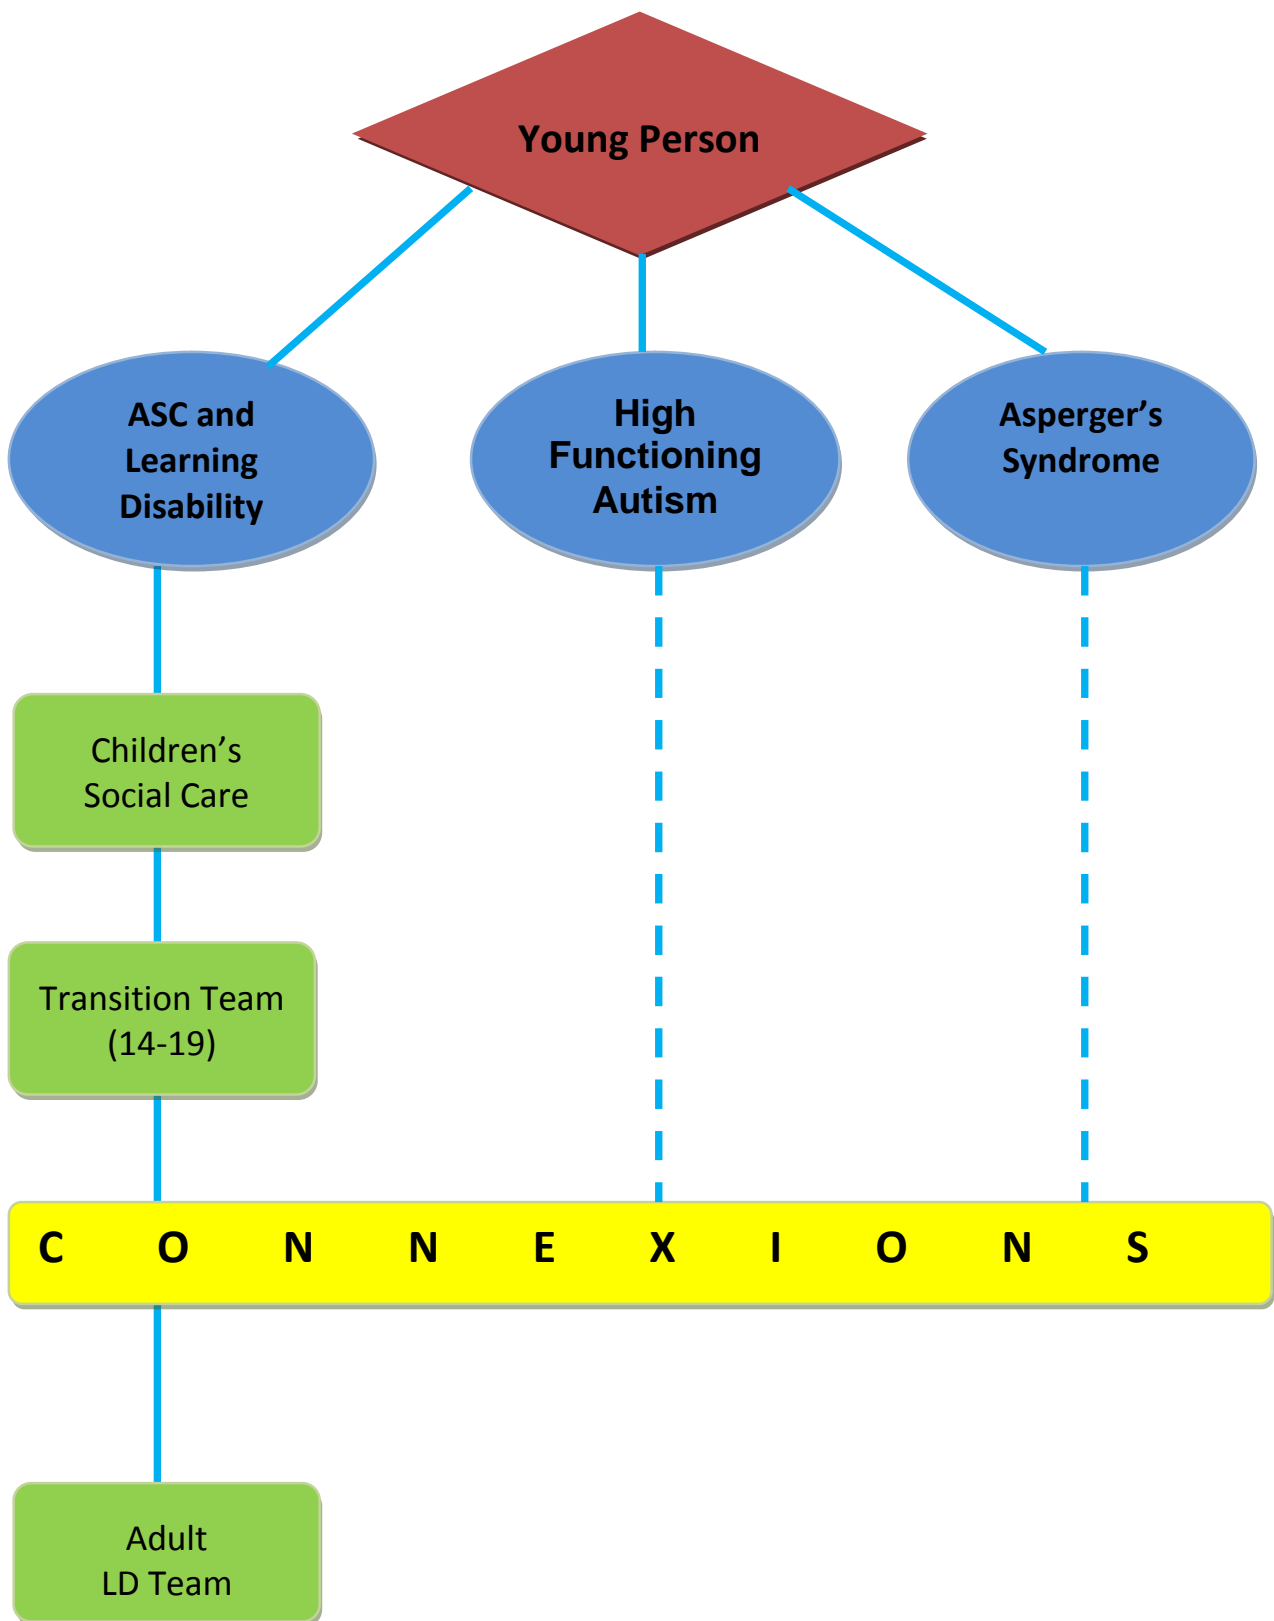 Young Person
ASC and
Learning
Disability
High
Functioning
Autism
Asperger’s
Syndrome
Children’s
Social Care
Transition Team
(14-19)
C O N N E X I O N S
Adult
LD Team